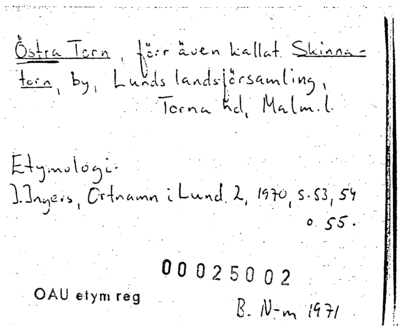 Östra Torn, förr även kallat Skinna-
torn, by, Lunds landsförsamling,
Torna hd, Malm. l.
Etymologi.
I. Ingers, Ortnamn i Lund. 2, 1970, s. 53, 54
o 55.
00025002
OAU etym reg
B. N-m 1971